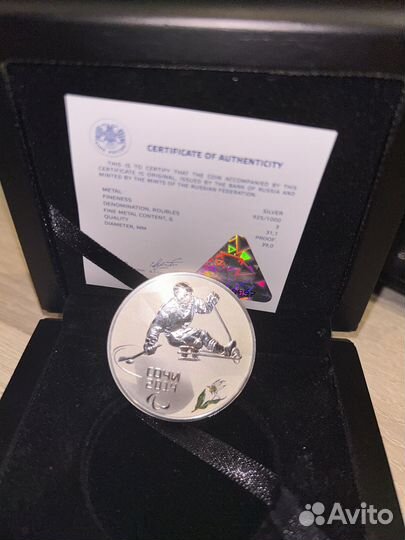 CERTIFICATE OF AUTHENTICITY
THIS IS TO CERTIFY THAT THE COIN ACCOMPANIED BY THIS
CERTIFICATE IS ORIGINAL, ISSUED BY THE BANK OF RUSSIA AND
MINTED BY THE MINTS OF THE RUSSIAN FEDERATION.
METAL SILVER
FINENESS 925/1000
DENOMINATION, ROUBLES 3
FINE METAL CONTENT, G 31,1
QUALITY PROOF
DIAMETER, MM 39,0
СОЧИ
2014
Avito